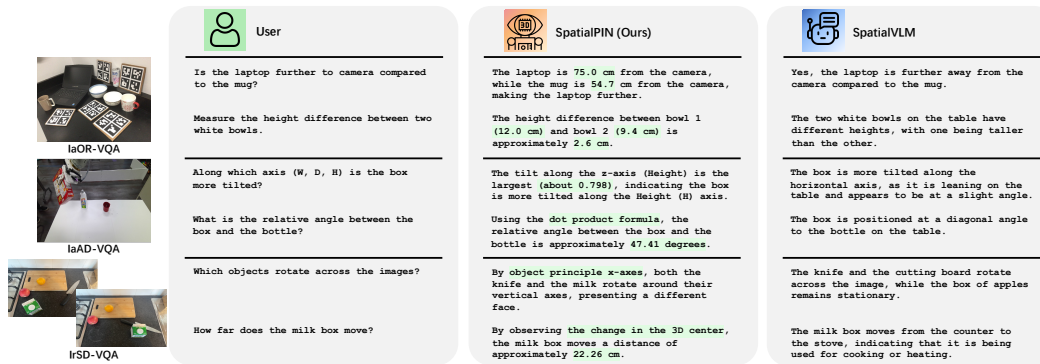 User
SpatialPIN (Ours)
SpatialVLM
3D
IaOR-VQA
Is the laptop further to camera compared
to the mug?
The laptop is 75.0 cm from the camera,
while the mug is 54.7 cm from the camera,
making the laptop further.
Yes, the laptop is further away from the
camera compared to the mug.
Measure the height difference between two
white bowls.
The height difference between bowl 1
(12.0 cm) and bowl 2 (9.4 cm) is
approximately 2.6 cm.
The two white bowls on the table have
different heights, with one being taller
than the other.
IaAD-VQA
Along which axis (W, D, H) is the box
more tilted?
The tilt along the z-axis (Height) is the
largest (about 0.798), indicating the box
is more tilted along the Height (H) axis.
The box is more tilted along the
horizontal axis, as it is leaning on the
table and appears to be at a slight angle.
What is the relative angle between the
box and the bottle?
Using the dot product formula, the
relative angle between the box and the
bottle is approximately 47.41 degrees.
The box is positioned at a diagonal angle
to the bottle on the table.
IrSD-VQA
Which objects rotate across the images?
By object principle x-axes, both the
knife and the milk rotate around their
vertical axes, presenting a different
face.
The knife and the cutting board rotate
across the image, while the box of apples
remains stationary.
How far does the milk box move?
By observing the change in the 3D center,
the milk box moves a distance of
approximately 22.26 cm.
The milk box moves from the counter to
the stove, indicating that it is being
used for cooking or heating.